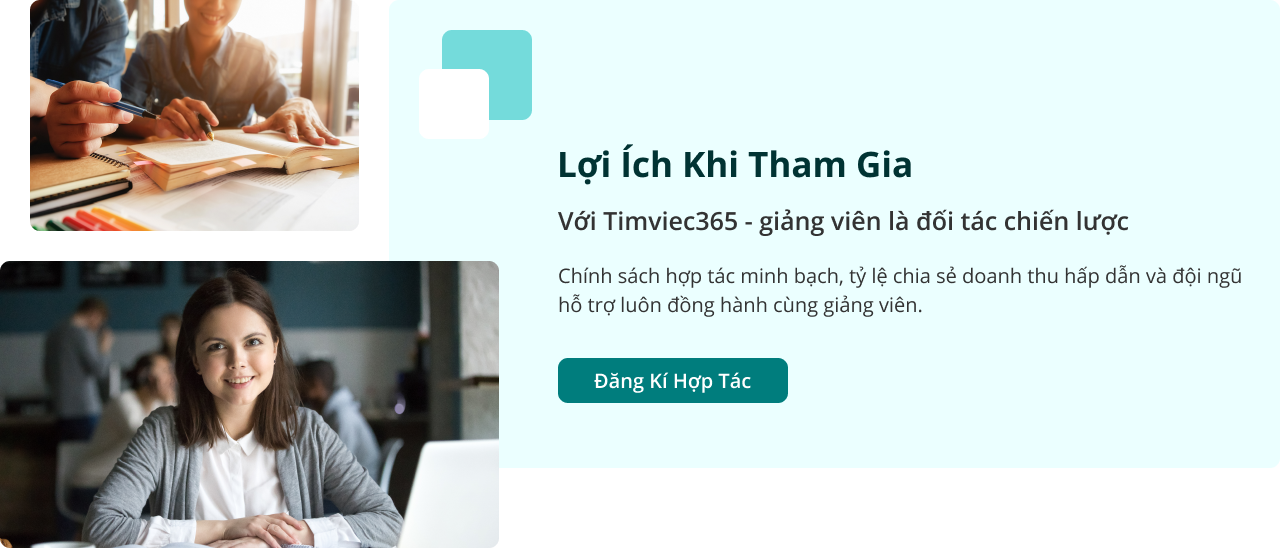 Lợi Ích Khi Tham Gia
Với Timviec365 - giảng viên là đối tác chiến lược
Chính sách hợp tác minh bạch, tỷ lệ chia sẻ doanh thu hấp dẫn và đội ngũ
hỗ trợ luôn đồng hành cùng giảng viên.
Đăng Kí Hợp Tác